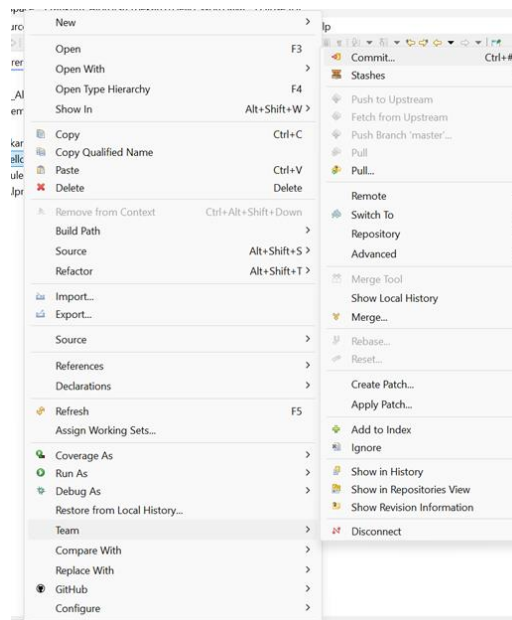 New
lp
Open F3
Open With
Open Type Hierarchy F4
Show In Alt+Shift+W
Copy Ctrl+C
Copy Qualified Name
Paste Ctrl+V
Delete Delete
Remove from Context Ctrl+Alt+Shift+Down
Build Path
Source Alt+Shift+S
Refactor Alt+Shift+T
Import...
Export...
Source
References
Declarations
Refresh F5
Assign Working Sets...
Coverage As
Run As
Debug As
Restore from Local History...
Team
Compare With
Replace With
GitHub
Configure
Commit... Ctrl+#
Stashes
Push to Upstream
Fetch from Upstream
Push Branch 'master'...
Pull
Pull...
Remote
Switch To
Repository
Advanced
Merge Tool
Show Local History
Merge...
Rebase...
Reset...
Create Patch...
Apply Patch...
Add to Index
Ignore
Show in History
Show in Repositories View
Show Revision Information
Disconnect